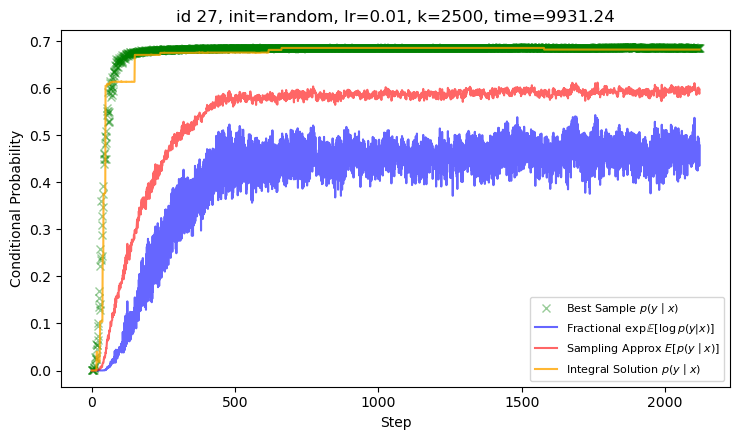 id 27, init=random, lr=0.01, k=2500, time=9931.24
Conditional Probability
0.7
0.6
0.5
0.4
0.3
0.2
0.1
0.0
Best Sample p(y | x)
Fractional exp𝔼[log p(y|x)]
Sampling Approx E[p(y | x)]
Integral Solution p(y | x)
0
500
1000
1500
2000
Step